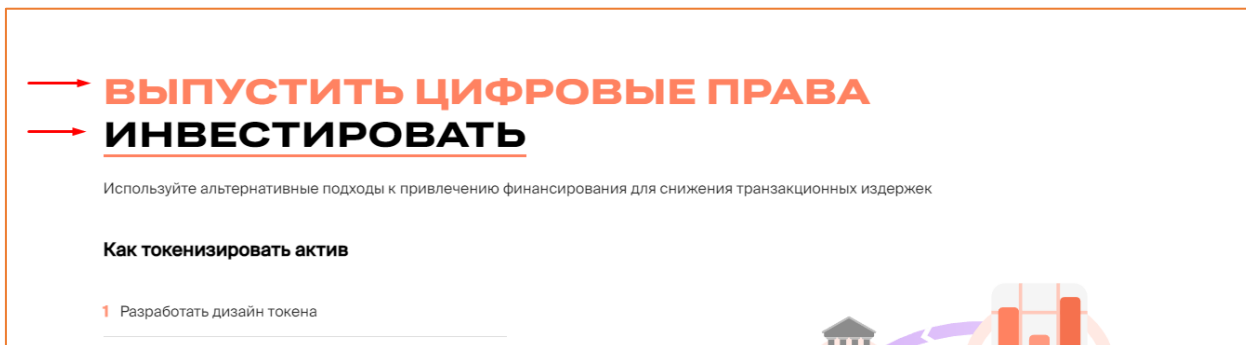 ВЫПУСТИТЬ ЦИФРОВЫЕ ПРАВА
ИНВЕСТИРОВАТЬ
Используйте альтернативные подходы к привлечению финансирования для снижения транзакционных издержек
Как токенизировать актив
1 Разработать дизайн токена